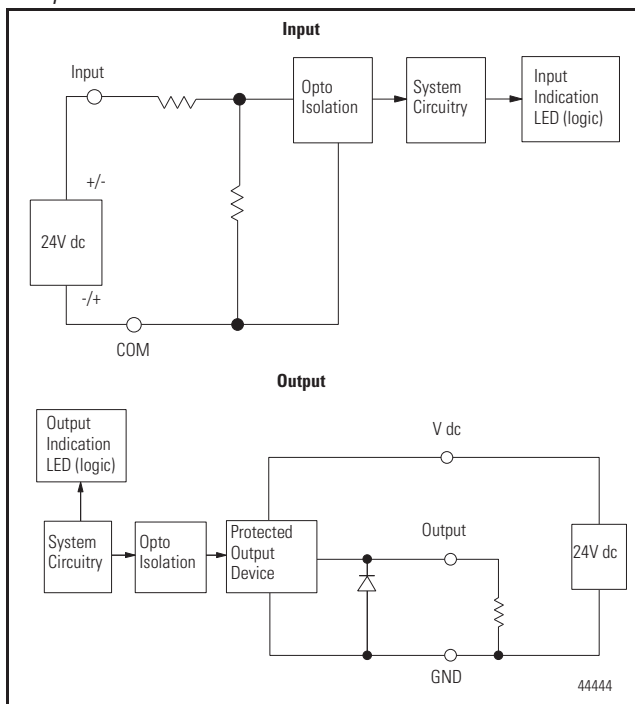 Input
Input
Opto
Isolation
System
Circuitry
Input
Indication
LED (logic)
+/-
24V dc
-/+
COM
Output
Output
Indication
LED (logic)
V dc
System
Circuitry
Opto
Isolation
Protected
Output
Device
Output
24V dc
GND
44444